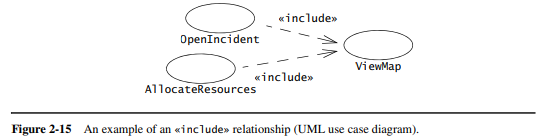 «include»
OpenIncident
ViewMap
«include»
AllocateResources
Figure 2-15 An example of an «include» relationship (UML use case diagram).